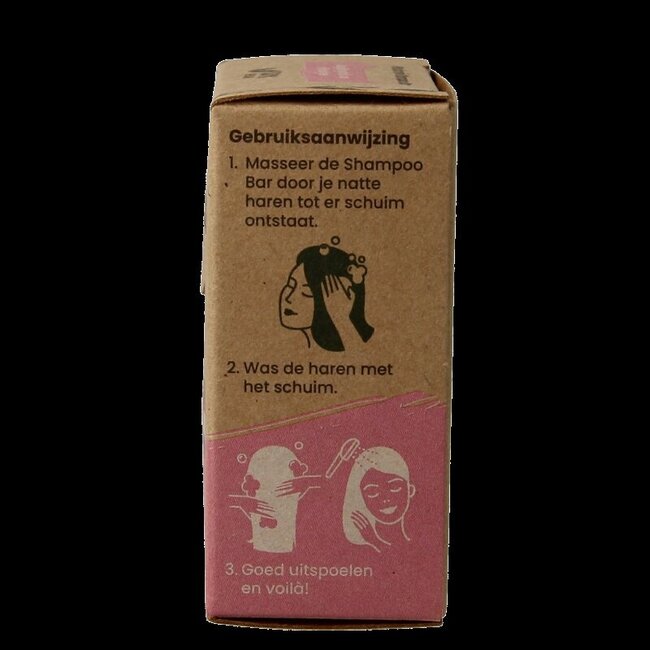 Gebruiksaanwijzing
1. Masseer de Shampoo
Bar door je natte
haren tot er schuim
ontstaat.
2. Was de haren met
het schuim.
3. Goed uitspoelen
en voilà!